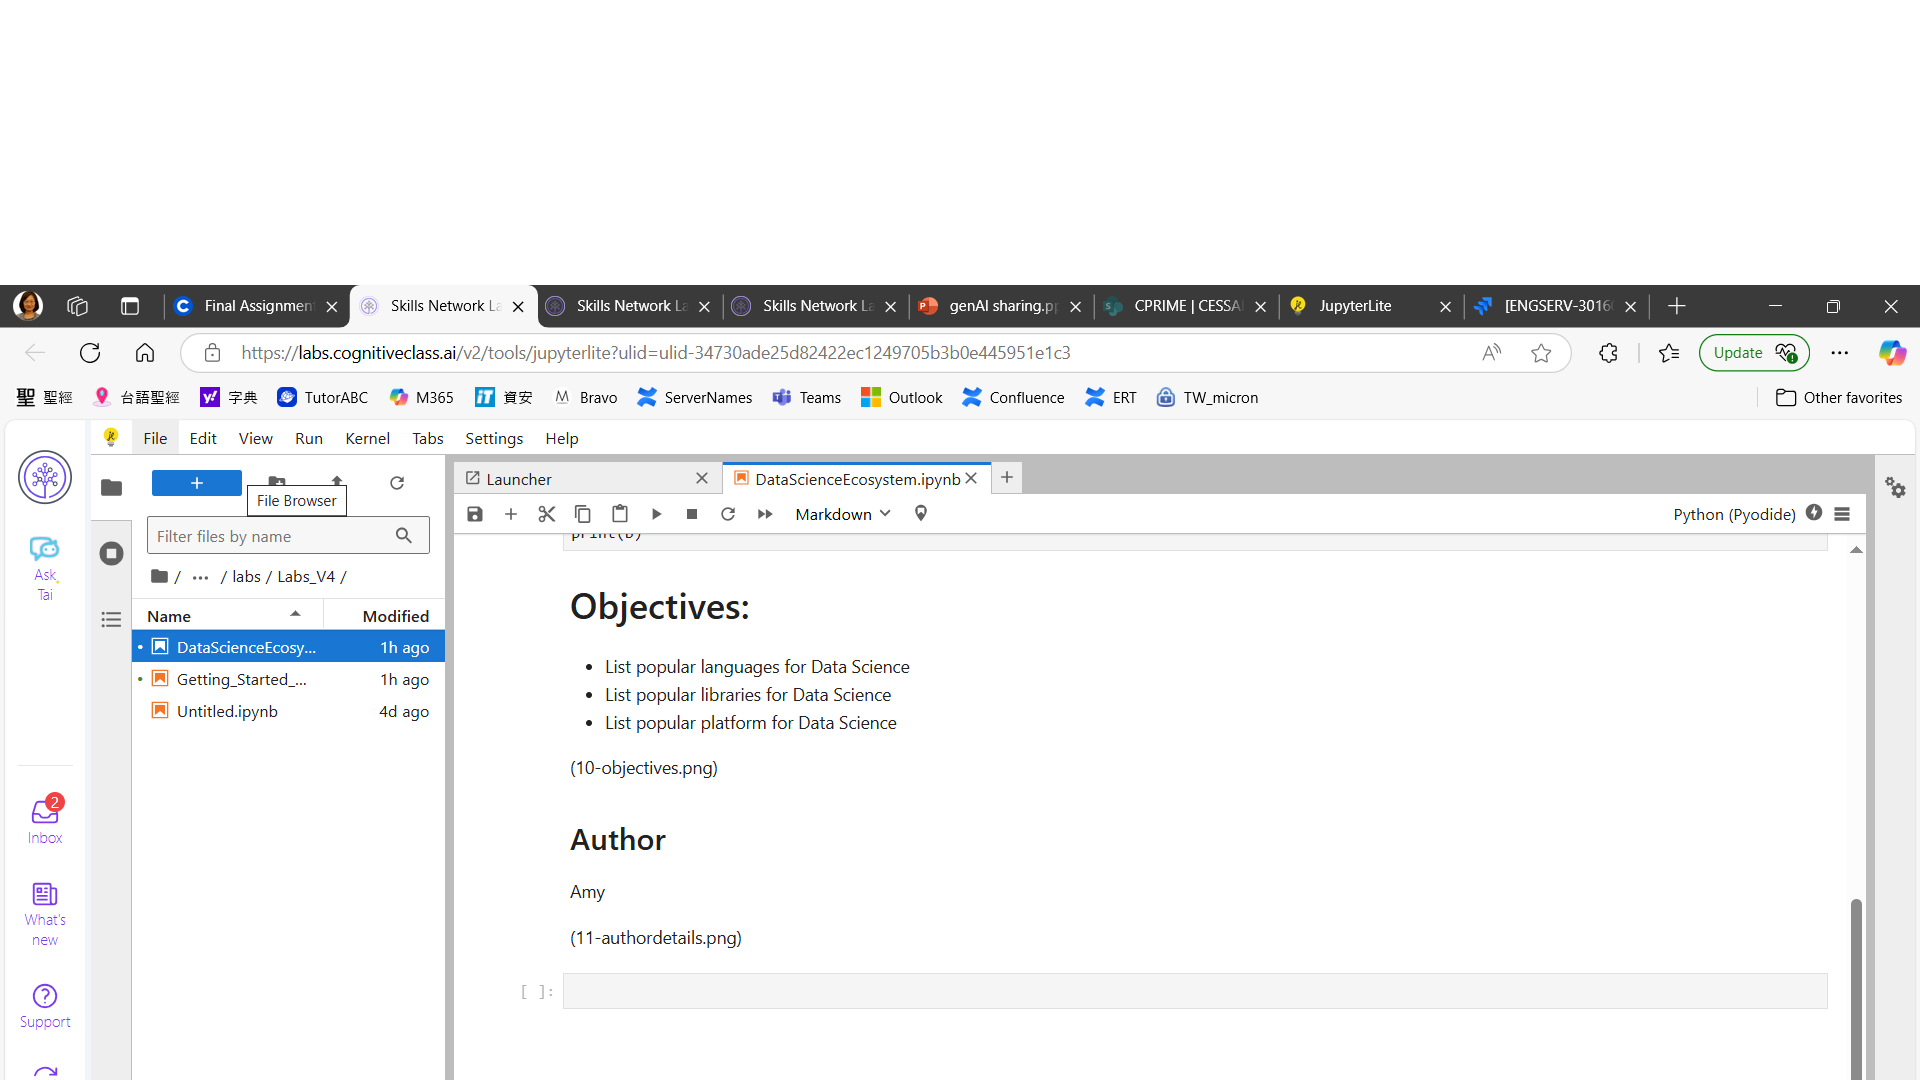 Final Assignment
Skills Network La
Skills Network La
Skills Network La
genAI sharing.pp
CPRIME | CESSA
JupyterLite
[ENGSERV-3016
https://labs.cognitiveclass.ai/v2/tools/jupyterlite?ulid=ulid-34730ade25d82422ec1249705b3b0e445951e1c3
Update
聖 聖經
台語聖經
字典
TutorABC
M365
iT 資安
M Bravo
ServerNames
Teams
Outlook
Confluence
ERT
TW_micron
Other favorites
File Edit View Run Kernel Tabs Settings Help
Launcher
DataScienceEcosystem.ipynb
File Browser
Markdown
Python (Pyodide)
Filter files by name
/ ··· / labs / Labs_V4 /
Name Modified
DataScienceEcosy... 1h ago
Getting_Started_... 1h ago
Untitled.ipynb 4d ago
Ask
Tai
2
Inbox
What's
new
Support
print(b)
Objectives:
• List popular languages for Data Science
• List popular libraries for Data Science
• List popular platform for Data Science
(10-objectives.png)
Author
Amy
(11-authordetails.png)
[ ]: